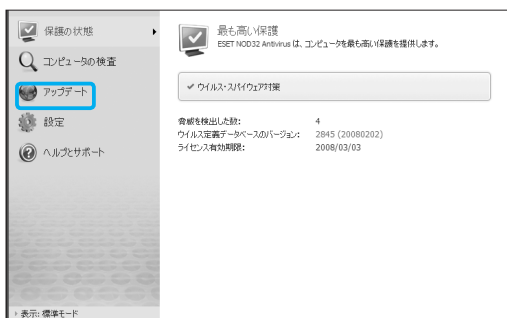 保護の状態
コンピュータの検査
アップデート
設定
ヘルプとサポート
表示: 標準モード
最も高い保護
ESET NOD32 Antivirus は、コンピュータを最も高い保護を提供します。
ウイルス・スパイウェア対策
脅威を検出した数: 4
ウイルス定義データベースのバージョン: 2845 (20080202)
ライセンス有効期限: 2008/03/03